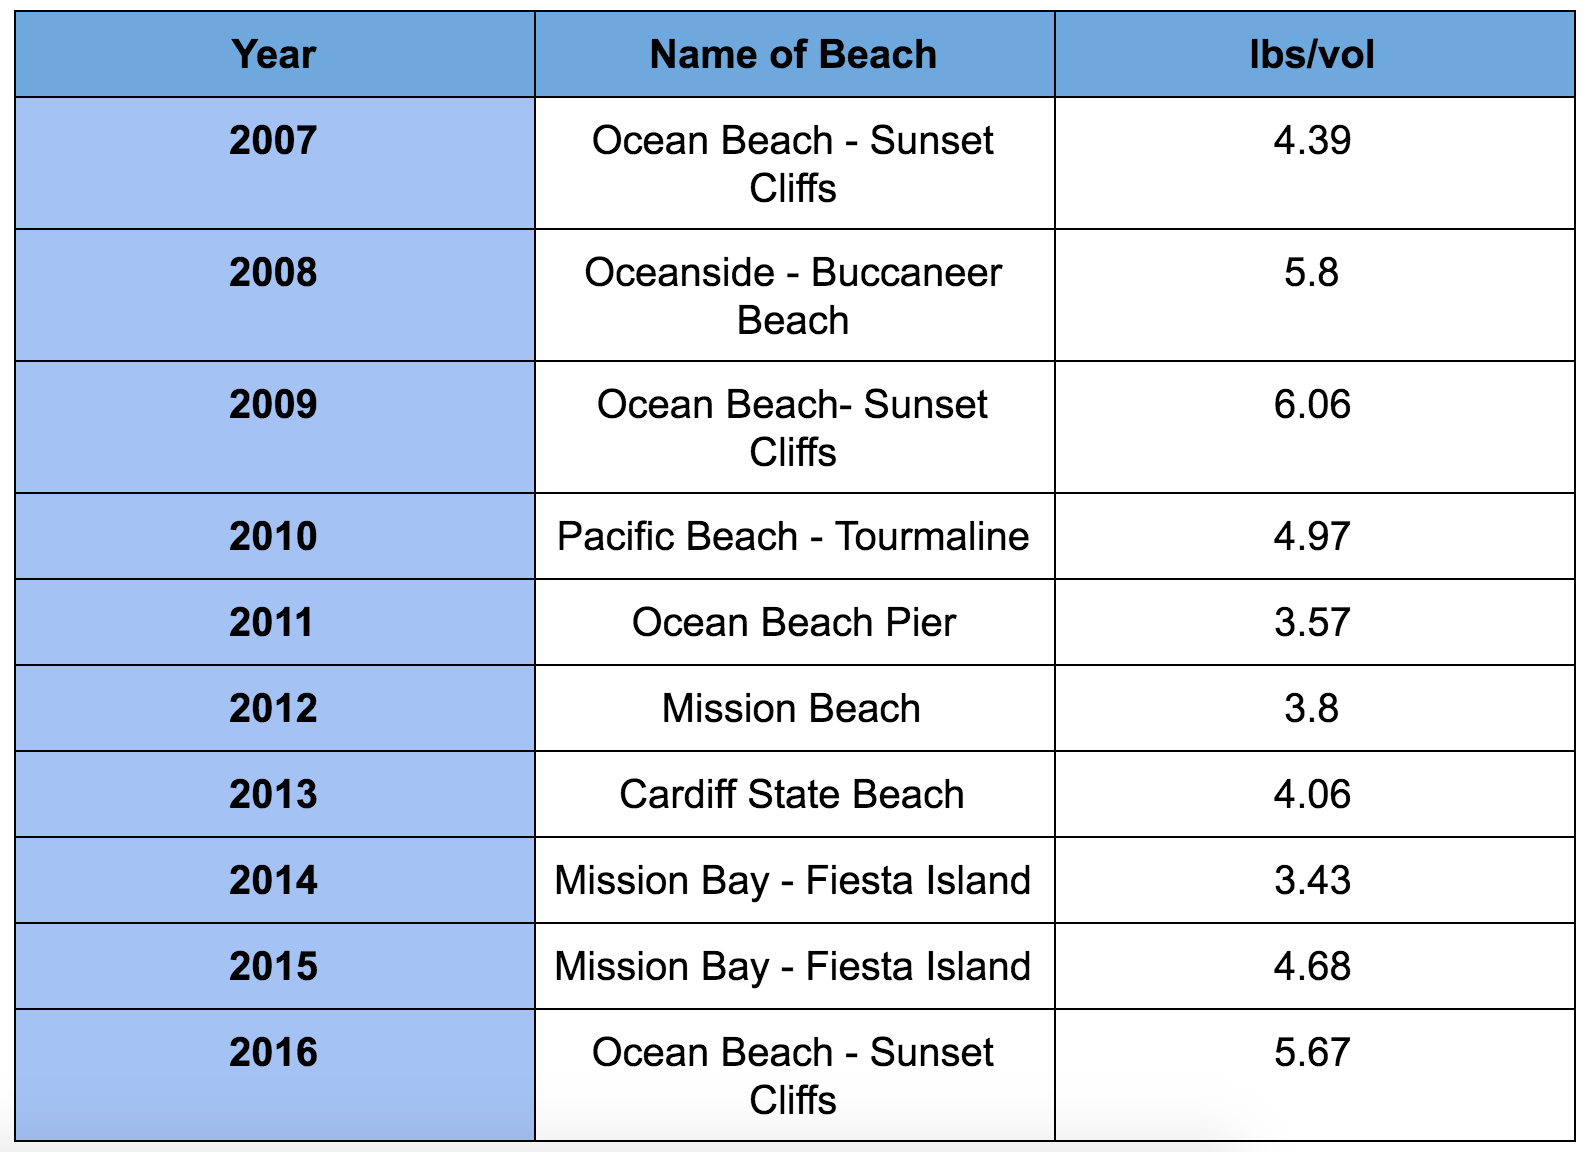 Year Name of Beach lbs/vol
2007 Ocean Beach - Sunset 4.39
Cliffs
2008 Oceanside - Buccaneer 5.8
Beach
2009 Ocean Beach- Sunset 6.06
Cliffs
2010 Pacific Beach - Tourmaline 4.97
2011 Ocean Beach Pier 3.57
2012 Mission Beach 3.8
2013 Cardiff State Beach 4.06
2014 Mission Bay - Fiesta Island 3.43
2015 Mission Bay - Fiesta Island 4.68
2016 Ocean Beach - Sunset 5.67
Cliffs